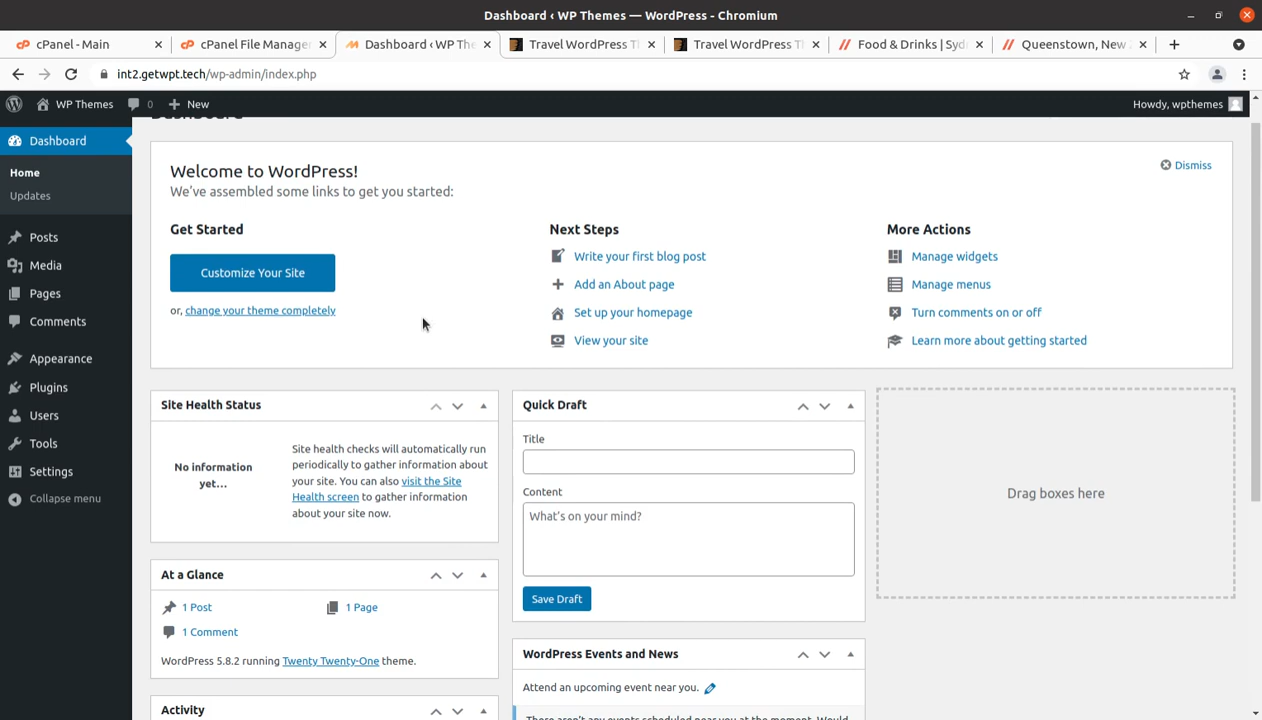 Dashboard ‹ WP Themes — WordPress - Chromium
cPanel - Main
cPanel File Manager
Dashboard ‹ WP The
Travel WordPress T
Travel WordPress T
Food & Drinks | Syd
Queenstown, New
int2.getwpt.tech/wp-admin/index.php
WP Themes
0
New
Howdy, wpthemes
Dashboard
Home
Updates
Posts
Media
Pages
Comments
Appearance
Plugins
Users
Tools
Settings
Collapse menu
Dashboard
Welcome to WordPress!
Dismiss
We've assembled some links to get you started:
Get Started
Customize Your Site
or, change your theme completely
Next Steps
Write your first blog post
Add an About page
Set up your homepage
View your site
More Actions
Manage widgets
Manage menus
Turn comments on or off
Learn more about getting started
Site Health Status
No information
yet...
Site health checks will automatically run
periodically to gather information about
your site. You can also visit the Site
Health screen to gather information
about your site now.
At a Glance
1 Post
1 Page
1 Comment
WordPress 5.8.2 running Twenty Twenty-One theme.
Activity
Quick Draft
Title
Content
What's on your mind?
Save Draft
WordPress Events and News
Attend an upcoming event near you.
There aren't any events scheduled near you at the moment. Would
Drag boxes here